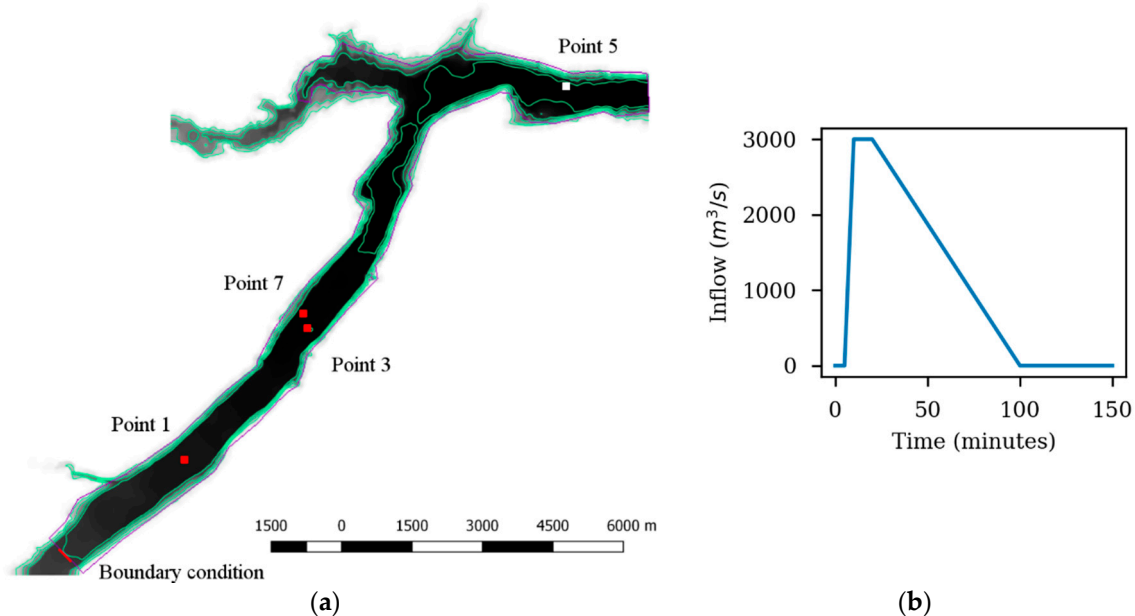 Point 5
Point 7
Point 3
Point 1
1500 0 1500 3000 4500 6000 m
Boundary condition
(a)
3000
2000
1000
0
Inflow (m³/s)
0 50 100 150
Time (minutes)
(b)